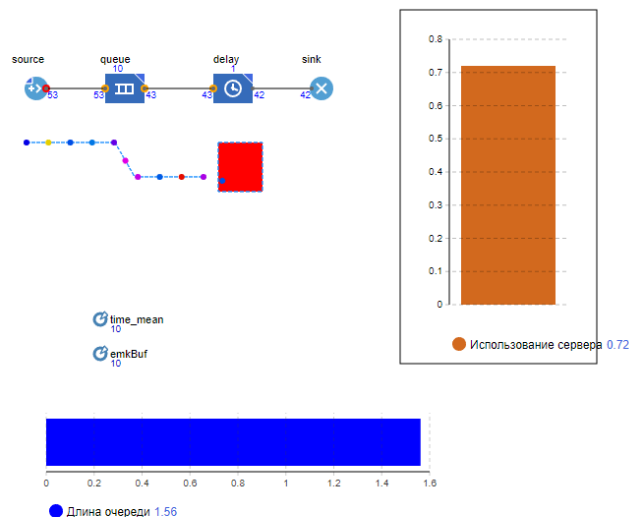 source queue delay sink
10 1
53 53 43 43 42 42
0.8
0.7
0.6
0.5
0.4
0.3
0.2
0.1
0
Использование сервера 0.72
time_mean
10
emkBuf
10
0 0.2 0.4 0.6 0.8 1 1.2 1.4 1.6
Длина очереди 1.56